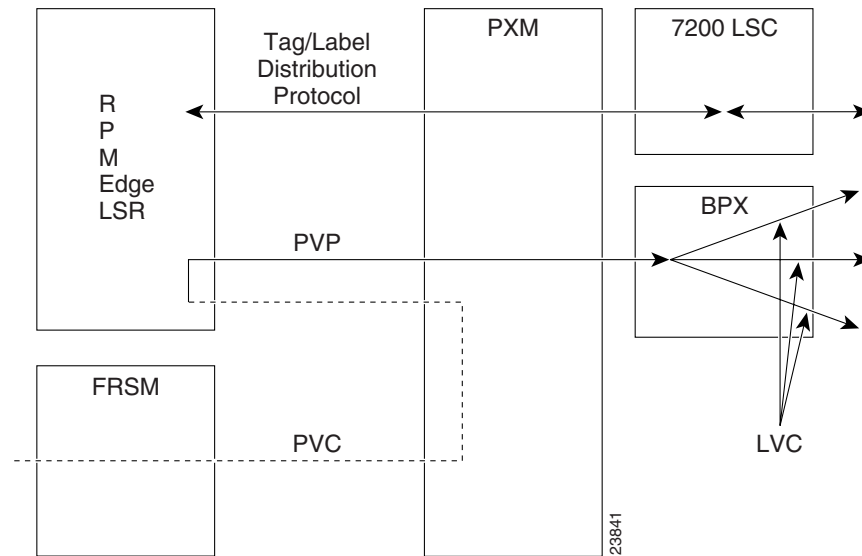 Tag/Label
Distribution
Protocol
PXM
7200 LSC
R
P
M
Edge
LSR
BPX
PVP
FRSM
PVC
LVC
23841